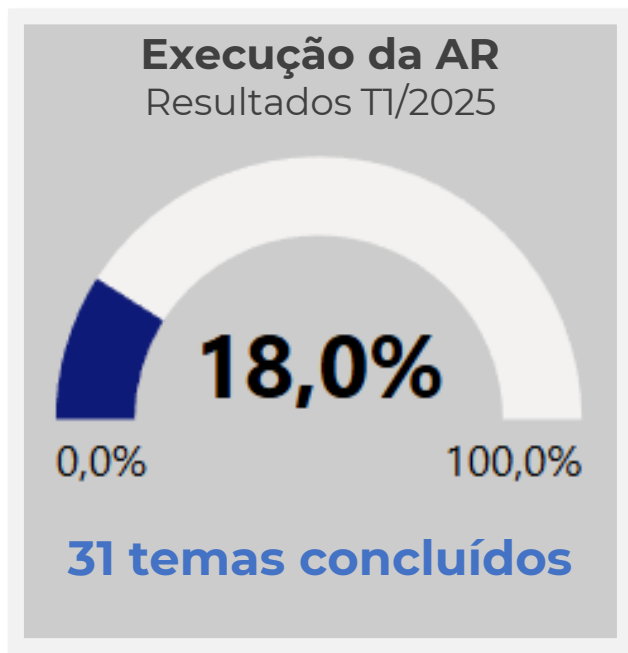 Execução da AR
Resultados T1/2025
18,0%
0,0%
100,0%
31 temas concluídos